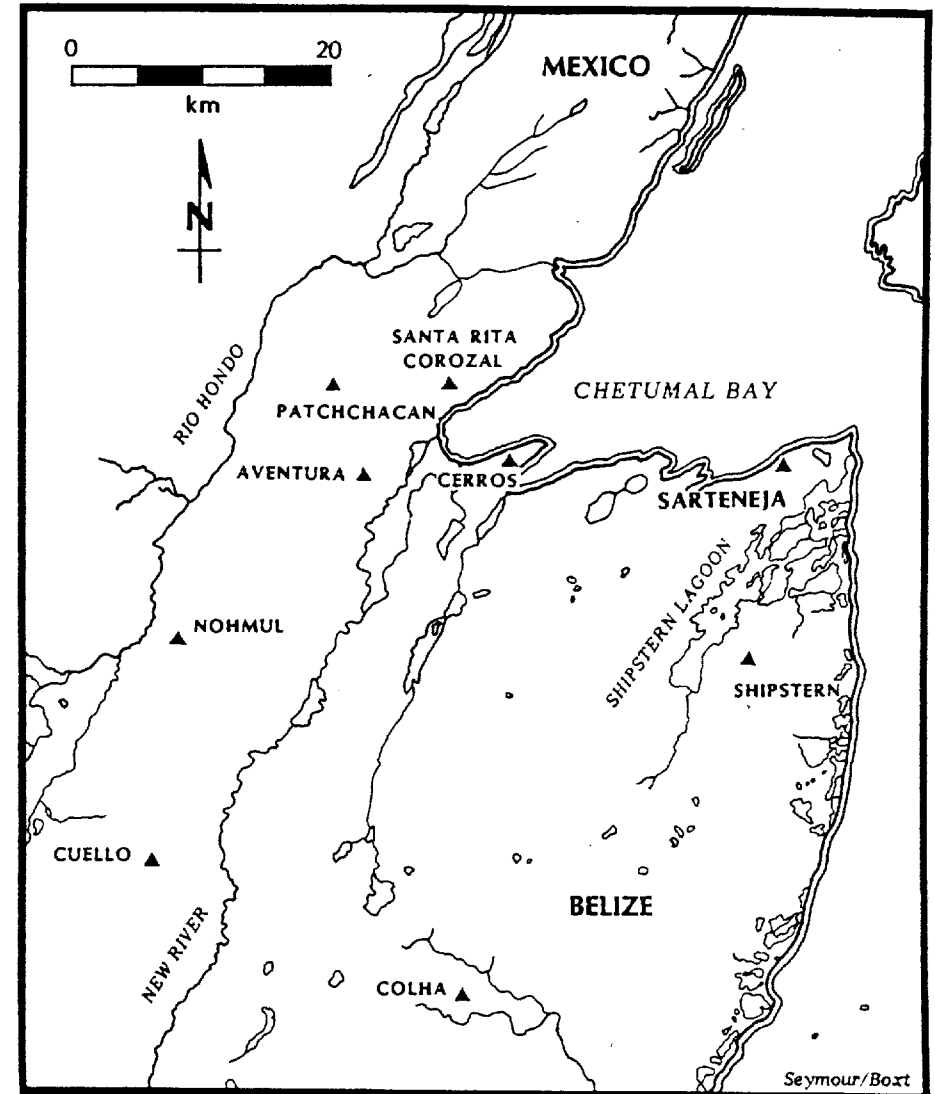 0 20
km
MEXICO
N
SANTA RITA
COROZAL
RIO HONDO
PATCHCHACAN
CHETUMAL BAY
AVENTURA
CERROS
SARTENEJA
SHIPSTERN LAGOON
NOHMUL
SHIPSTERN
CUELLO
BELIZE
NEW RIVER
COLHA
Seymour/Boxt